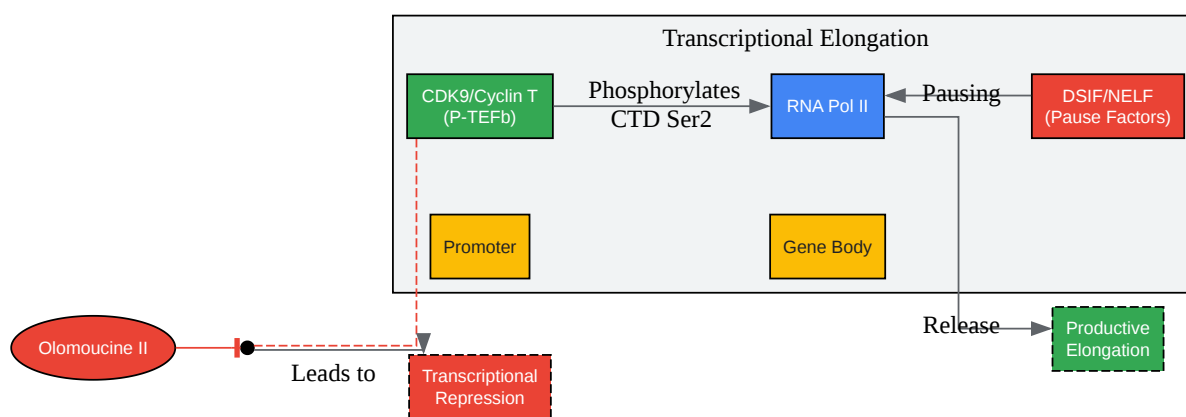 Transcriptional Elongation
CDK9/Cyclin T
(P-TEFb)
Phosphorylates
CTD Ser2
RNA Pol II
Pausing
DSIF/NELF
(Pause Factors)
Promoter
Gene Body
Release
Productive
Elongation
Olomoucine II
Leads to
Transcriptional
Repression